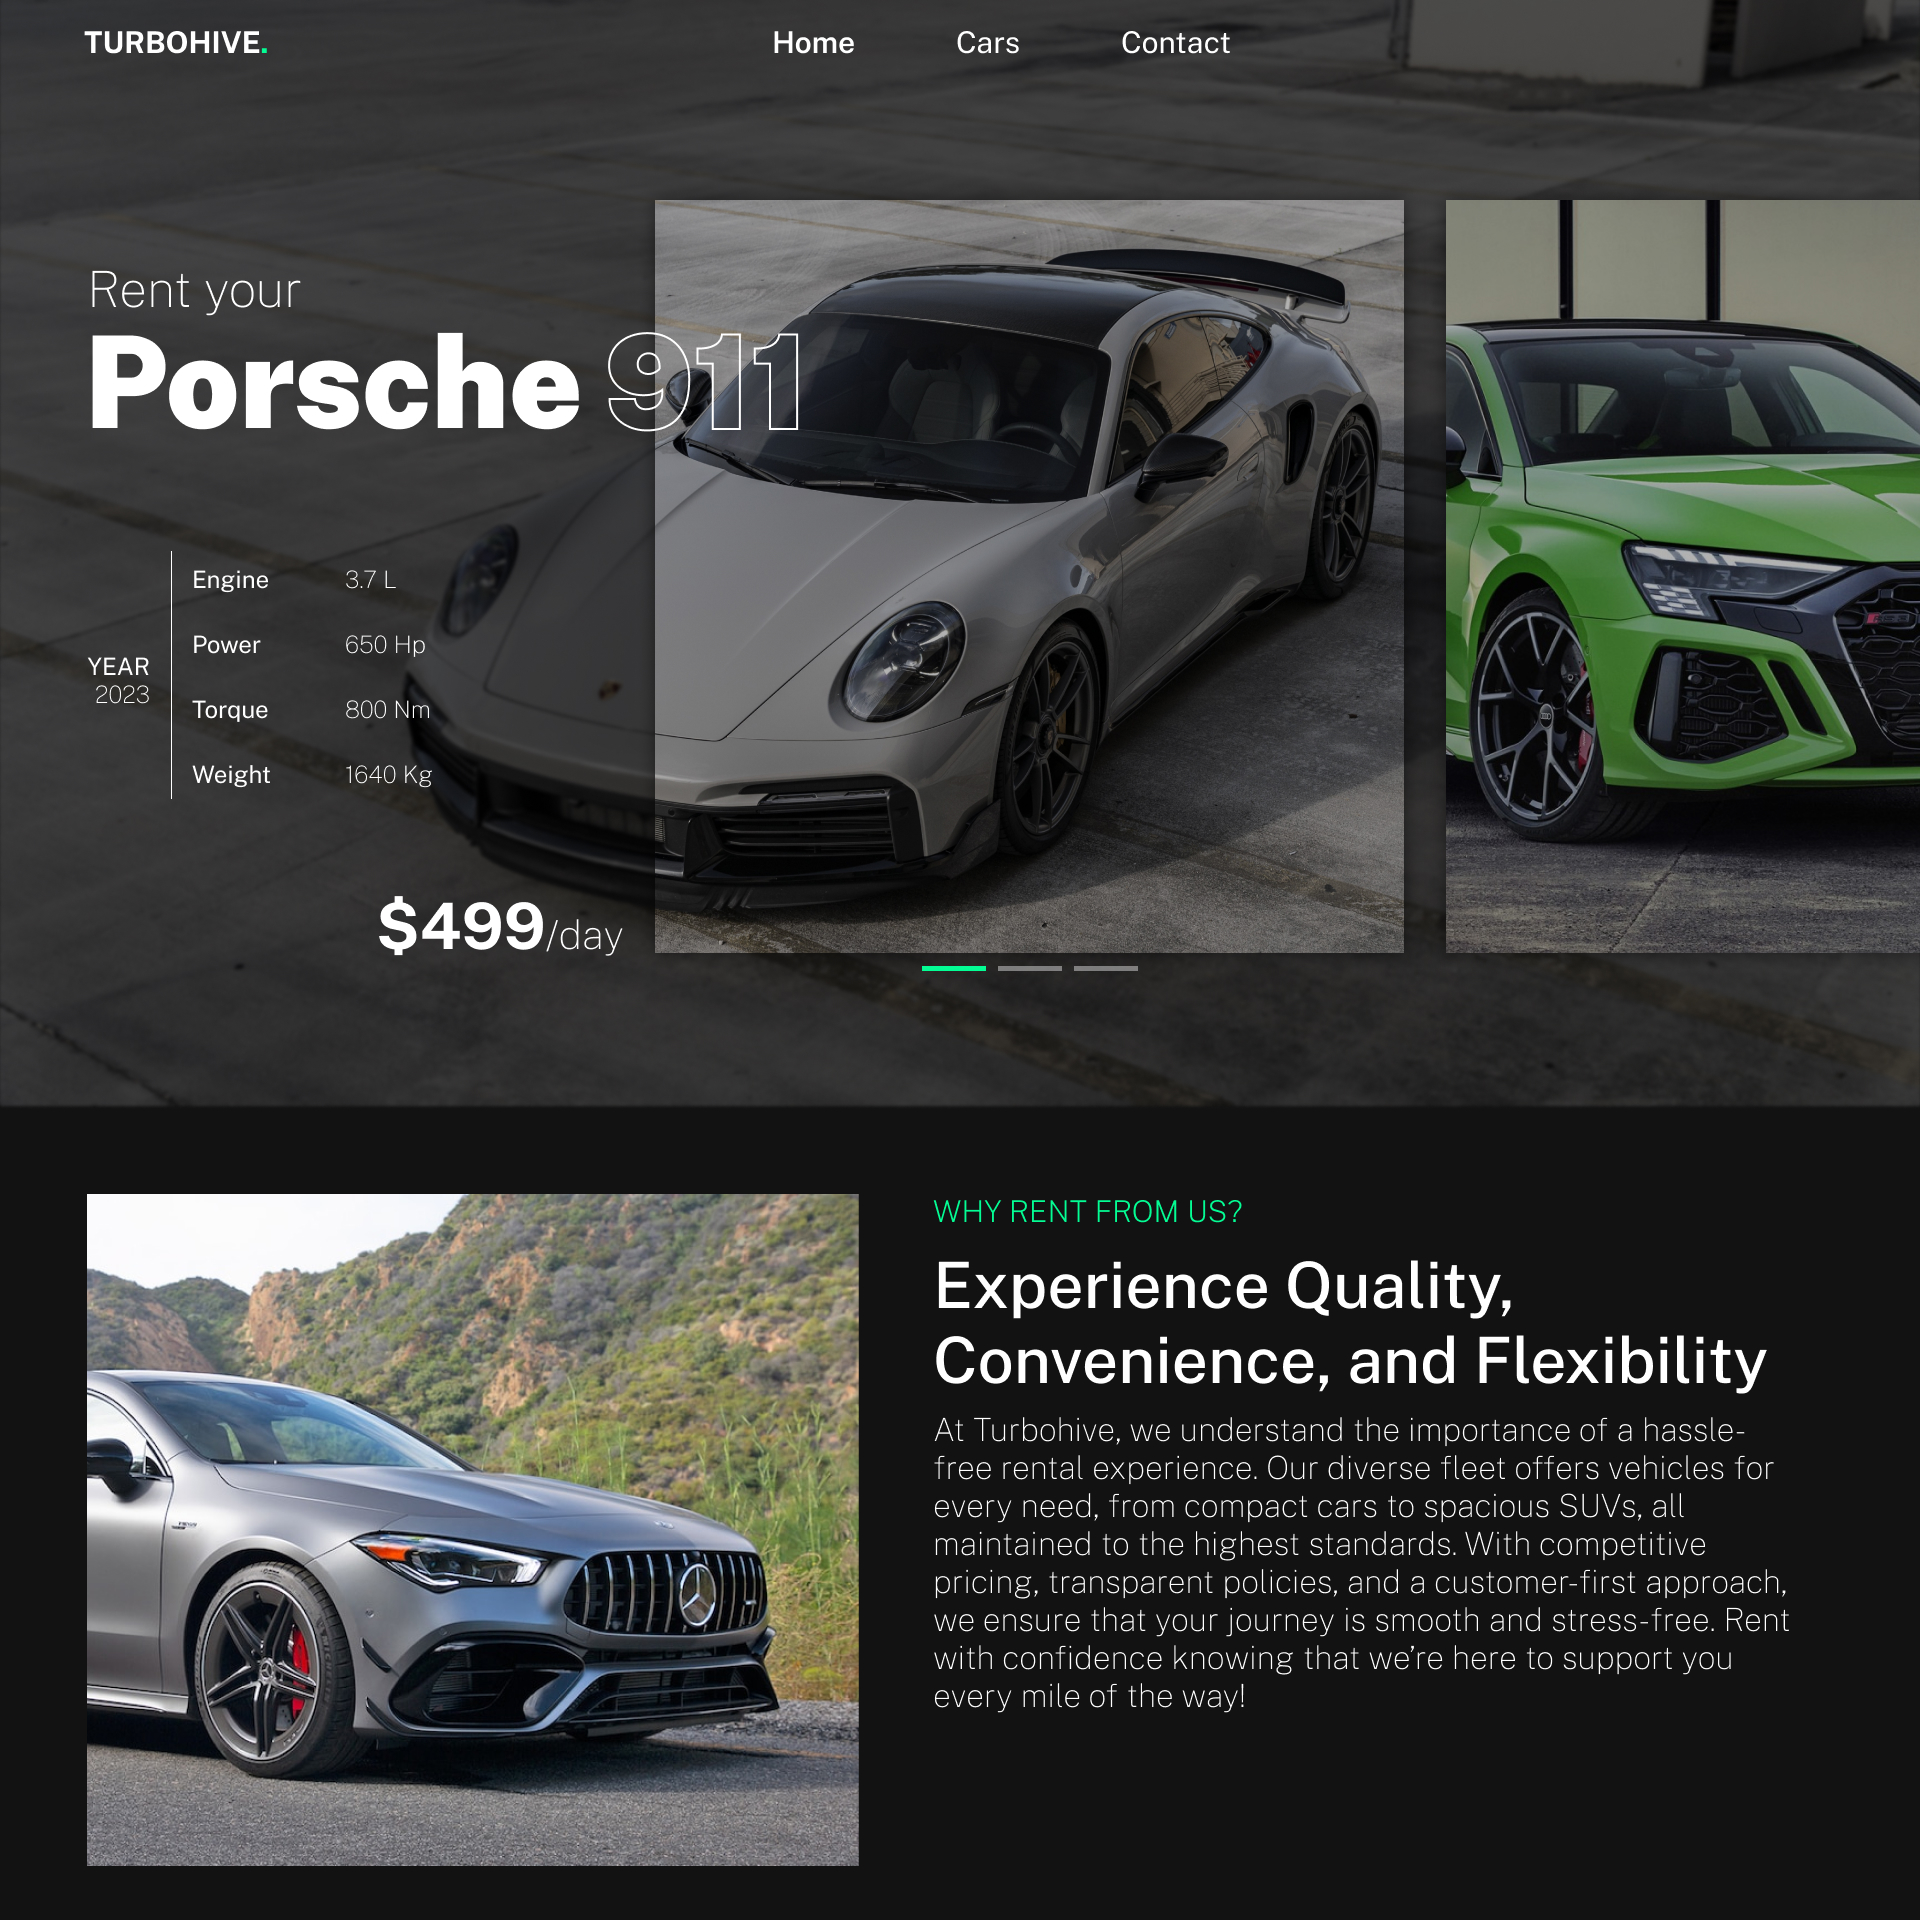 TURBOHIVE.
Home Cars Contact
Rent your
Porsche 911
YEAR
2023
Engine 3.7 L
Power 650 Hp
Torque 800 Nm
Weight 1640 Kg
$499/day
WHY RENT FROM US?
Experience Quality,
Convenience, and Flexibility
At Turbohive, we understand the importance of a hassle-
free rental experience. Our diverse fleet offers vehicles for
every need, from compact cars to spacious SUVs, all
maintained to the highest standards. With competitive
pricing, transparent policies, and a customer-first approach,
we ensure that your journey is smooth and stress-free. Rent
with confidence knowing that we’re here to support you
every mile of the way!